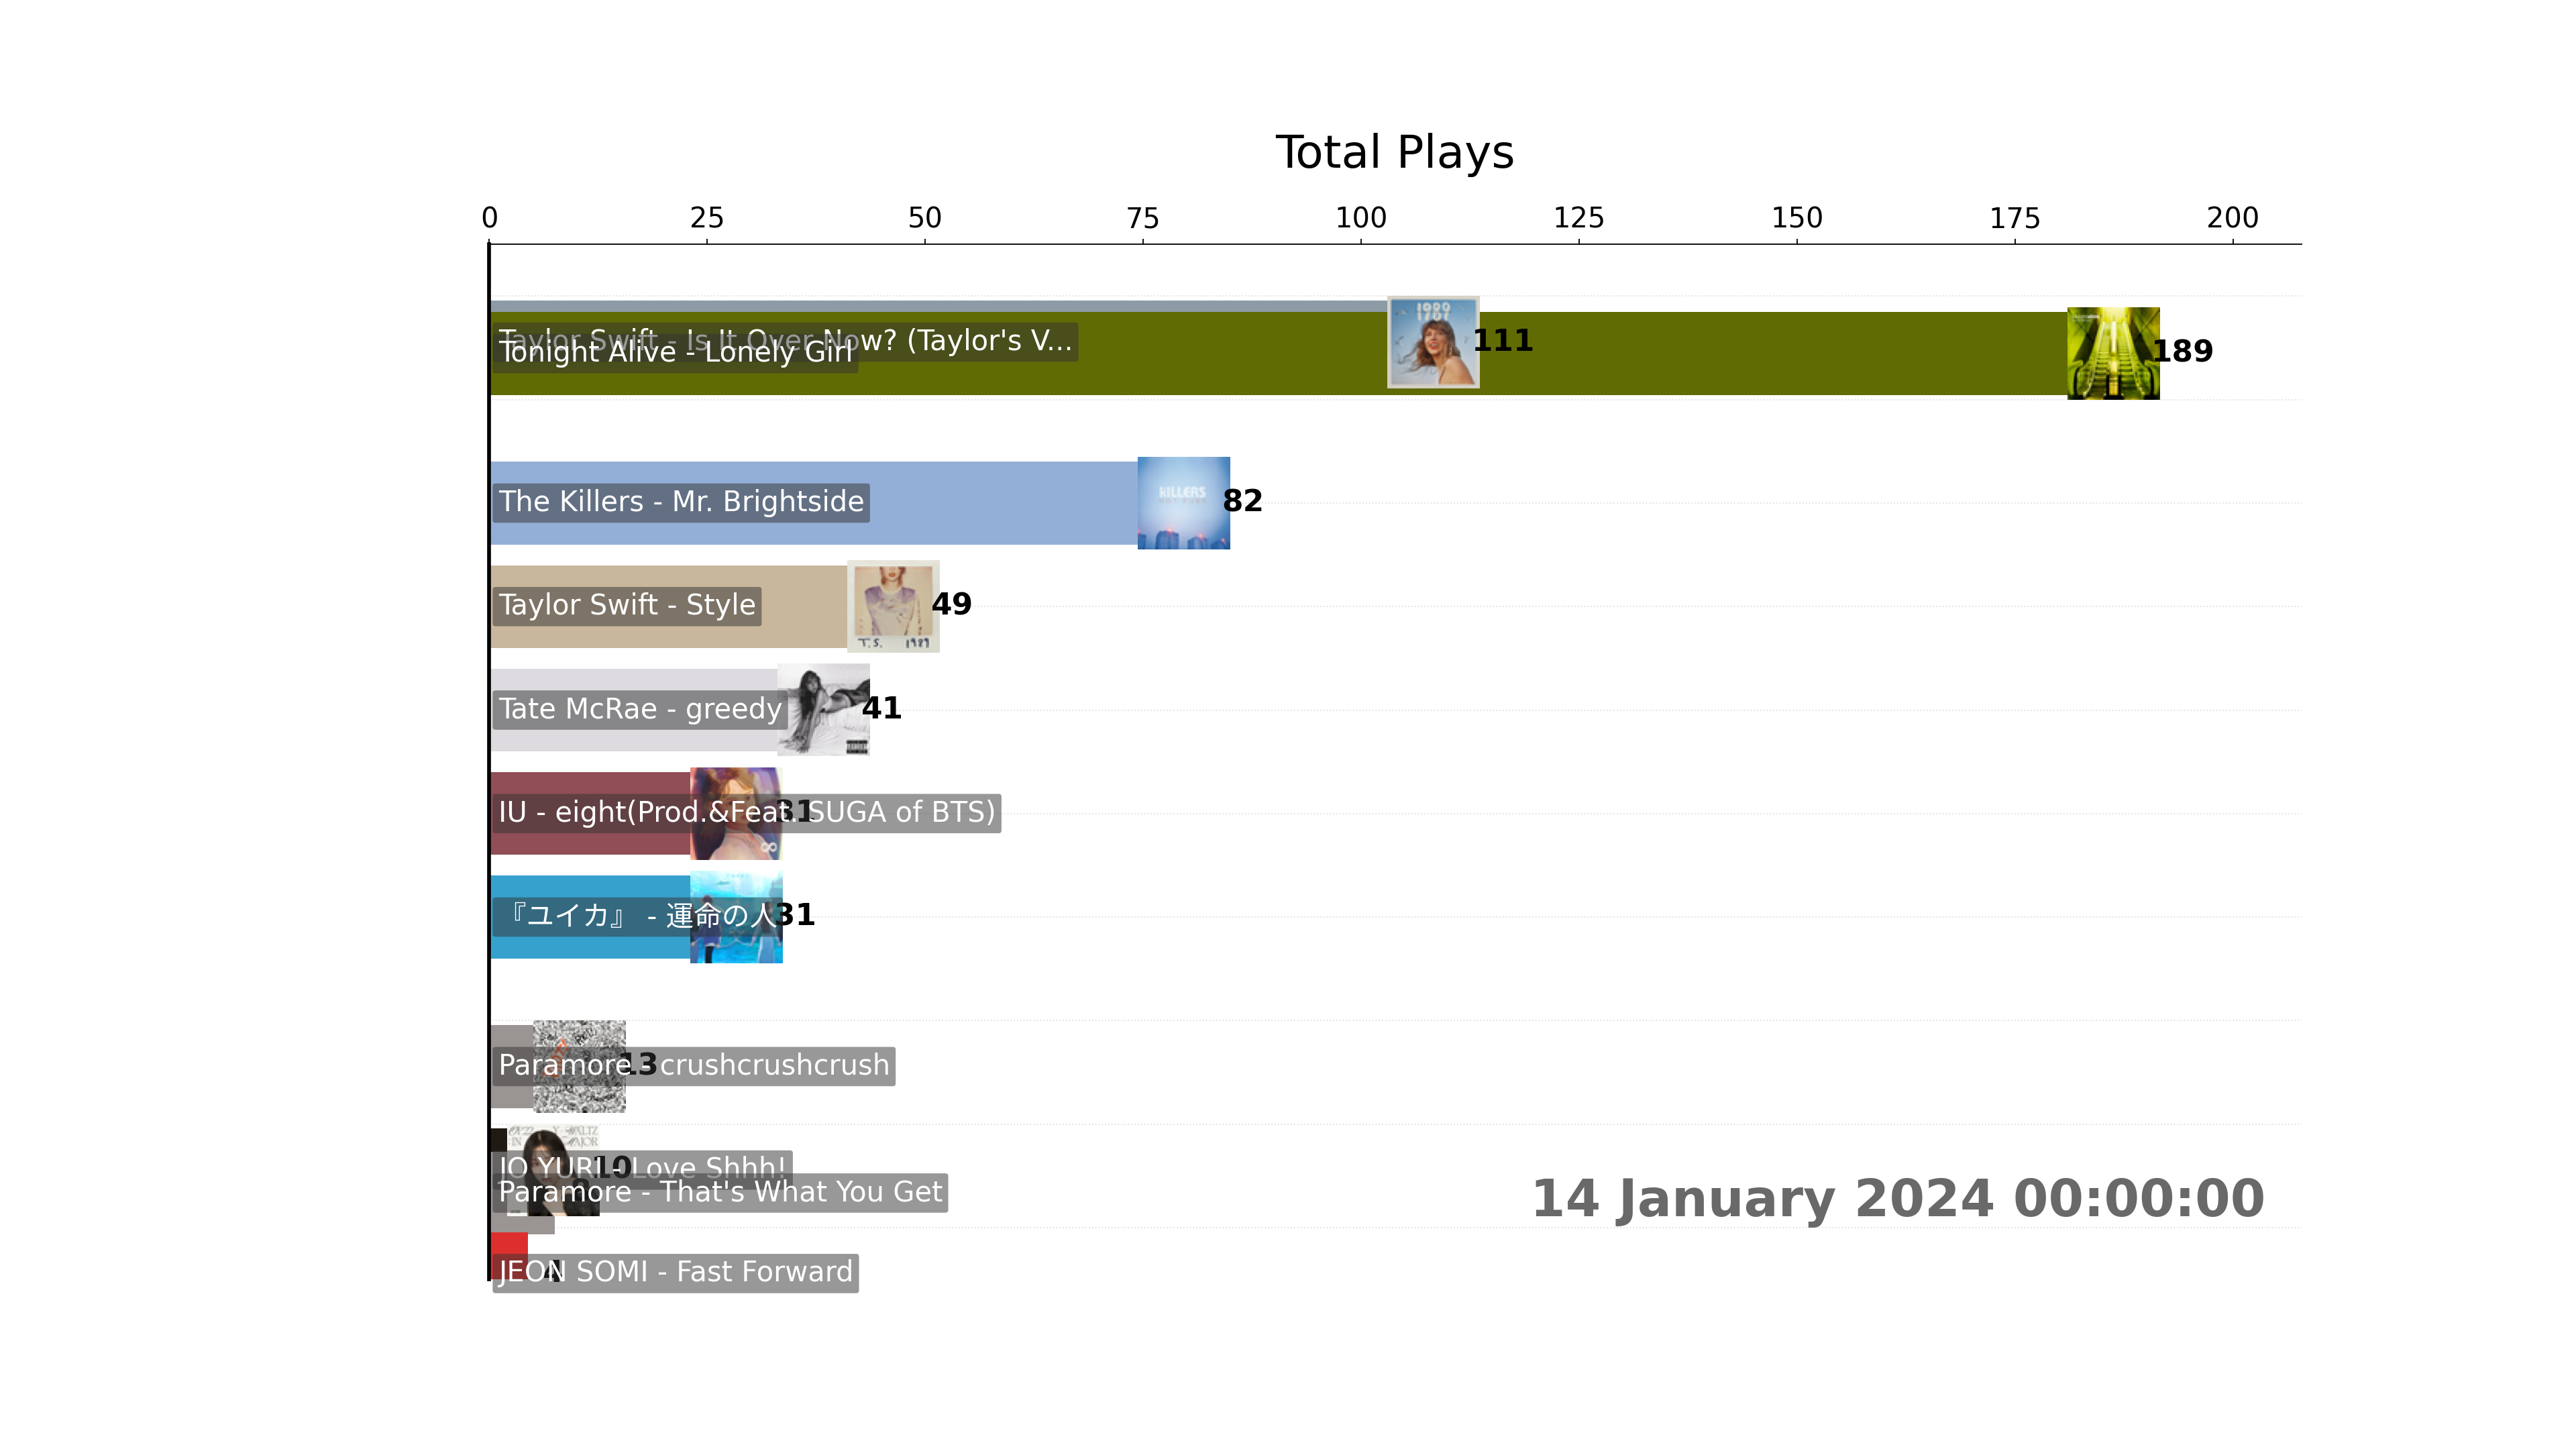 Total Plays
0 25 50 75 100 125 150 175 200
Taylor Swift - Is It Over Now? (Taylor's V... 111
Tonight Alive - Lonely Girl 189
The Killers - Mr. Brightside 82
KILLERS
Taylor Swift - Style 49
T.S. 1989
Tate McRae - greedy 41
IU - eight(Prod.&Feat. SUGA of BTS) 31
『ユイカ』 - 運命の人 31
Paramore - crushcrushcrush 13
JO YURI - Love Shhh! 10
Paramore - That's What You Get
14 January 2024 00:00:00
JEON SOMI - Fast Forward 4